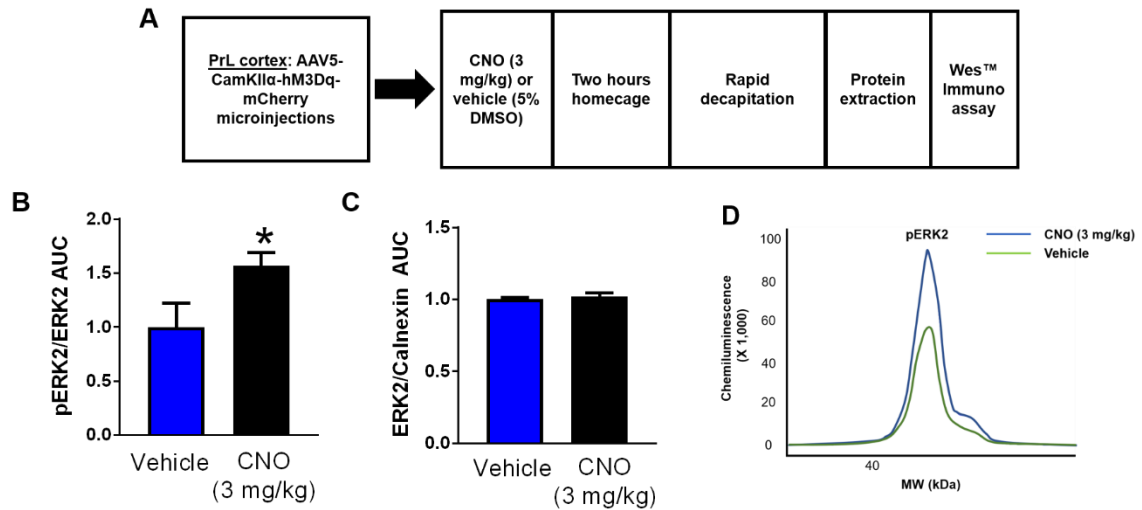 A
PrL cortex: AAV5-
CamKIIα-hM3Dq-
mCherry
microinjections
CNO (3
mg/kg) or
vehicle (5%
DMSO)
Two hours
homecage
Rapid
decapitation
Protein
extraction
Wes™
Immuno
assay
B
pERK2/ERK2 AUC
2.0
1.5
1.0
0.5
0.0
*
Vehicle
CNO
(3 mg/kg)
C
ERK2/Calnexin AUC
1.5
1.0
0.5
0.0
Vehicle
CNO
(3 mg/kg)
D
pERK2
CNO (3 mg/kg)
Vehicle
Chemiluminescence
(X 1,000)
100
80
60
40
20
0
40
MW (kDa)